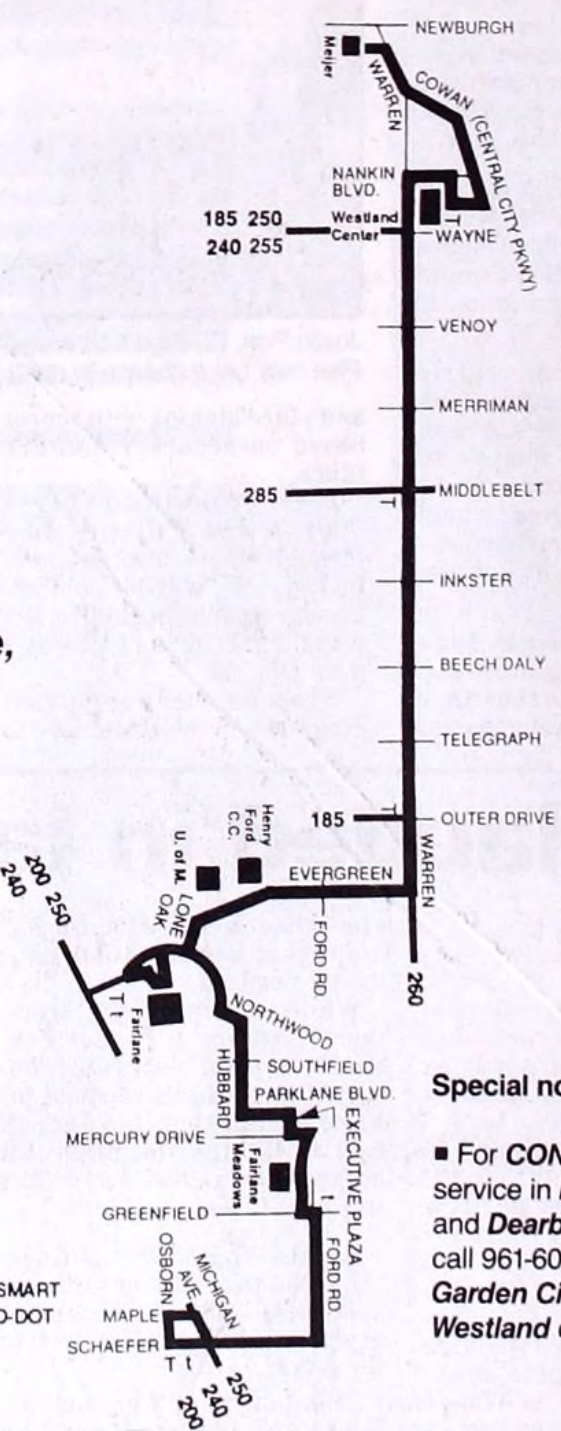 NEWBURGH
Meijer
WARREN
COWAN (CENTRAL CITY PKWY)
NANKIN
BLVD.
185 250
240 255
Westland
Center
T
WAYNE
VENOY
MERRIMAN
285
MIDDLEBELT
T
INKSTER
e,
BEECH DALY
TELEGRAPH
185
OUTER DRIVE
Henry
Ford
C.C.
U. of M.
EVERGREEN
WARREN
LONE
OAK
FORD RD
260
200 250
240
T t
Fairlane
NORTHWOOD
HUBBARD
SOUTHFIELD
PARKLANE BLVD.
MERCURY DRIVE
Fairlane
Meadows
EXECUTIVE PLAZA
t
GREENFIELD
FORD RD.
OSBORN
MICHIGAN
AVE
SMART
D-DOT
MAPLE
SCHAEFER
T t
250
240
200
Special no
■ For CON
service in
and Dearb
call 961-60
Garden Ci
Westland